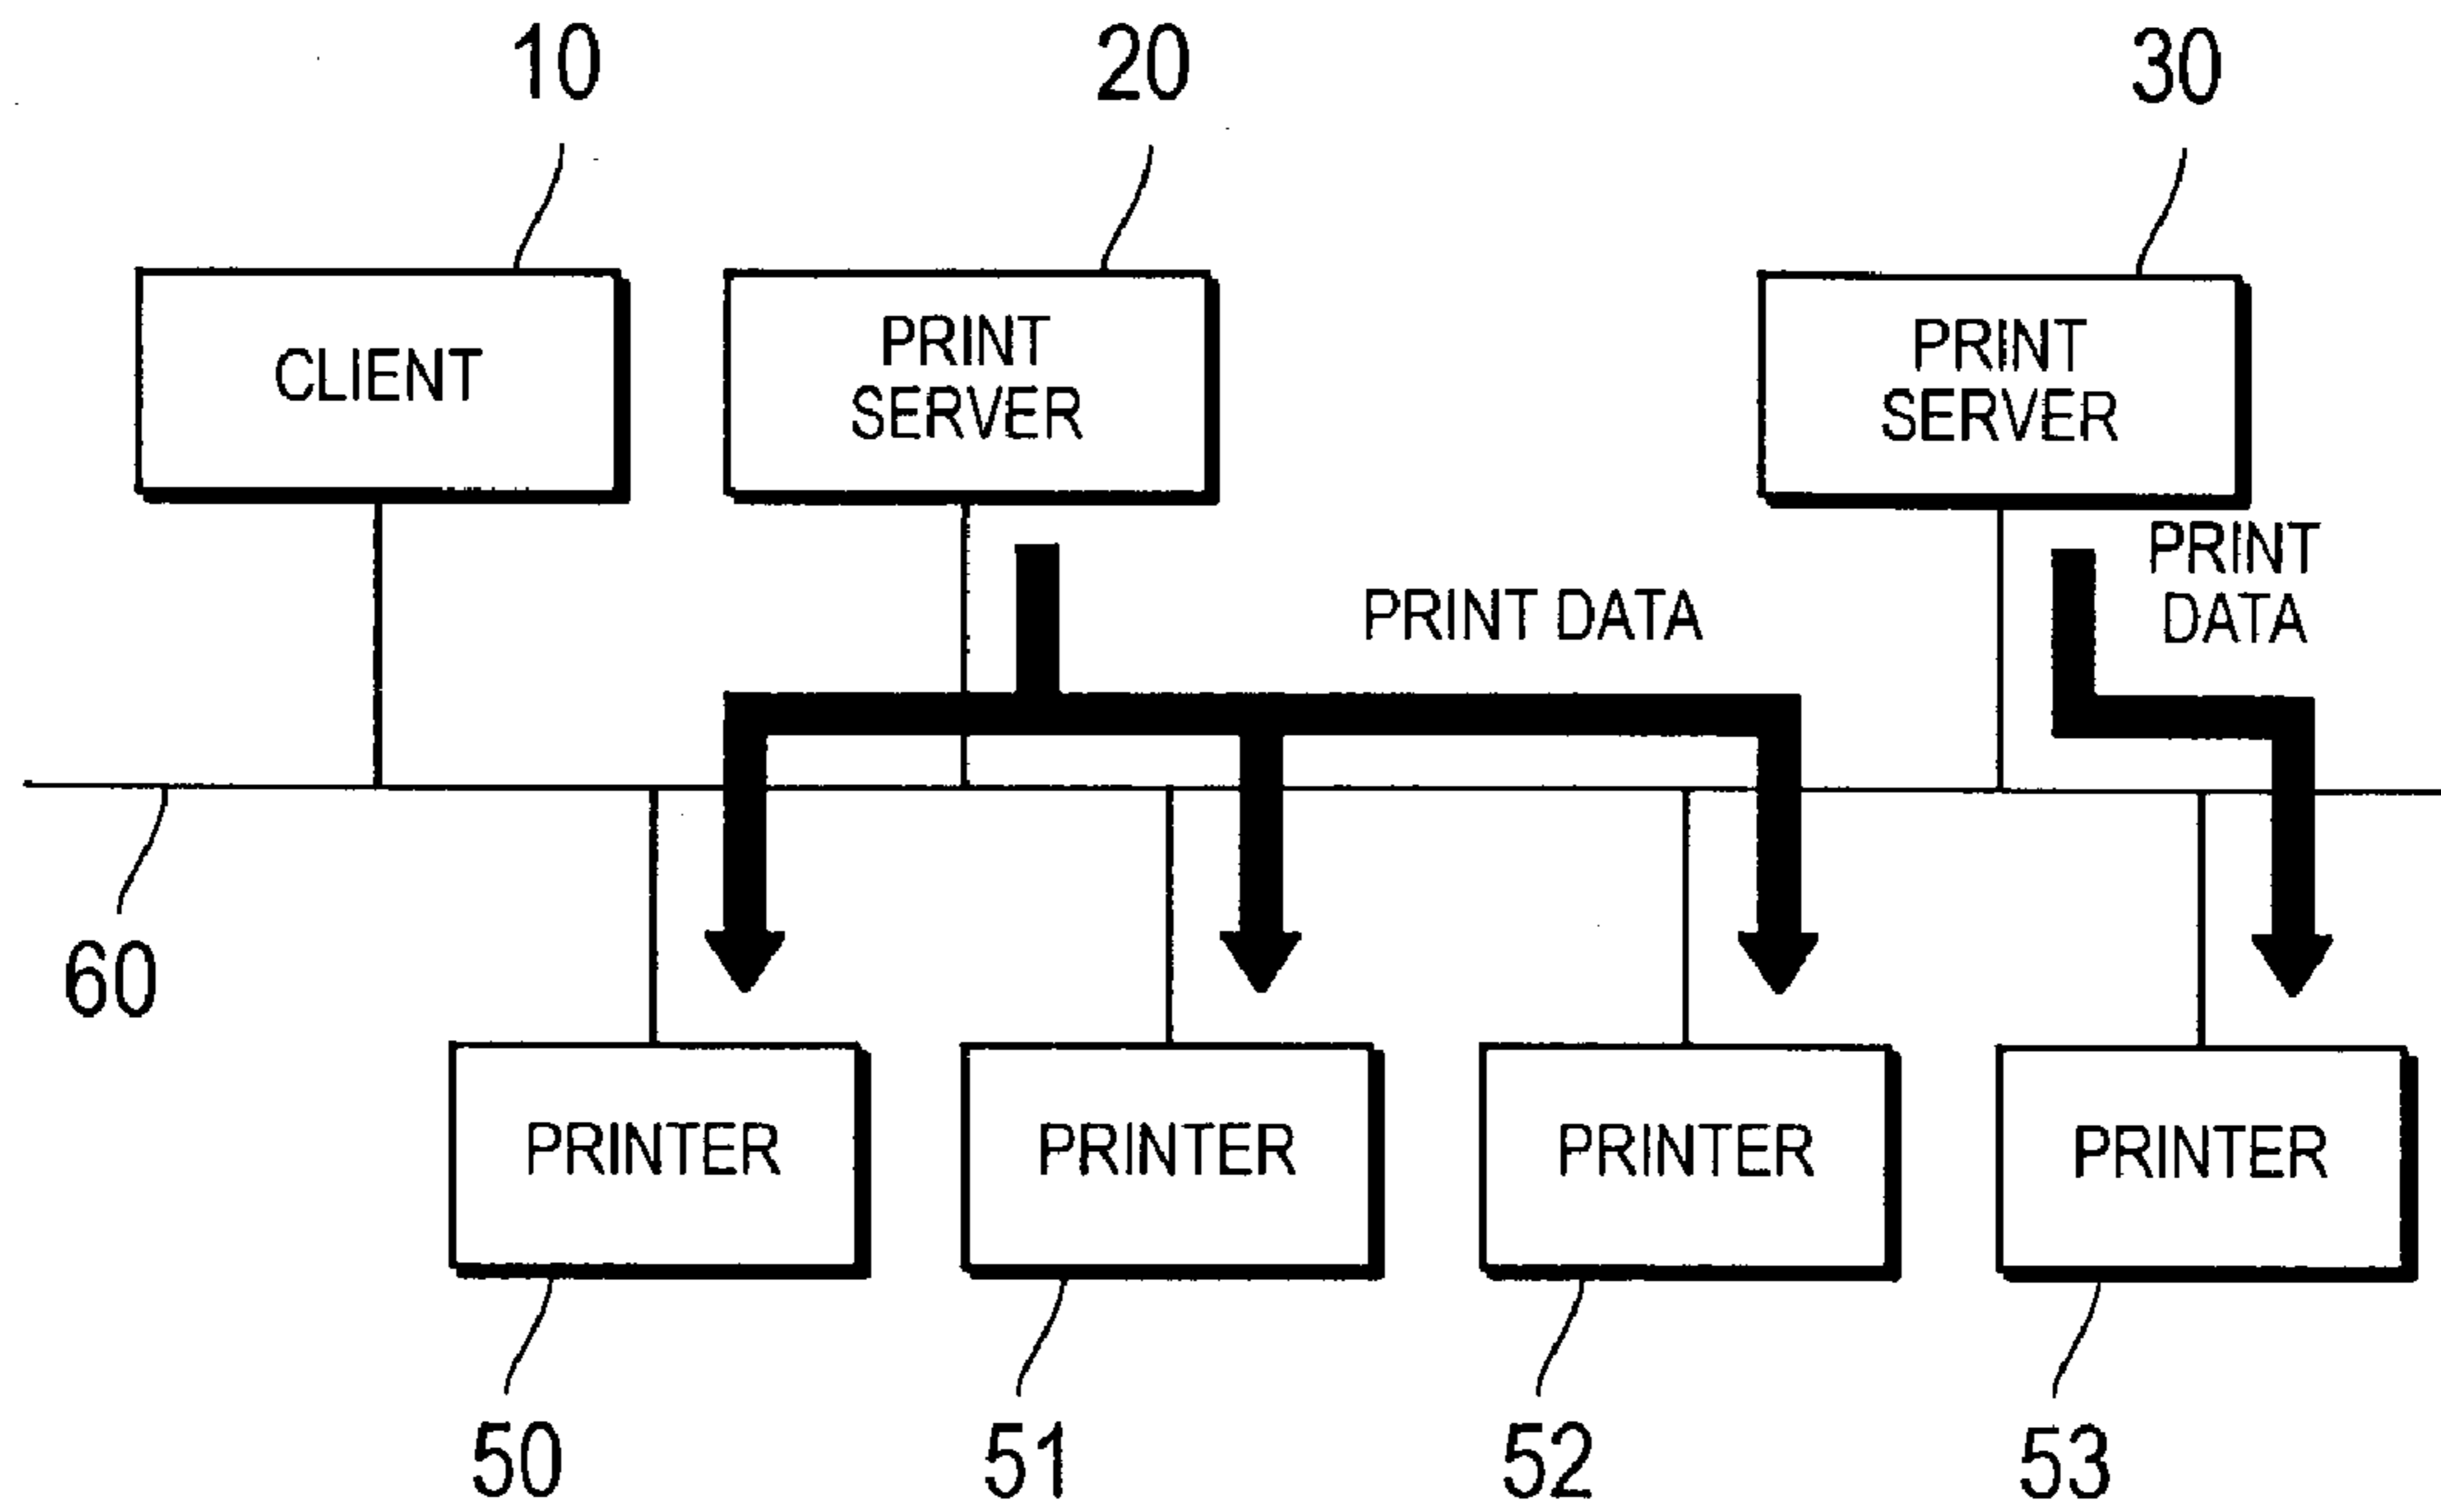 10
20
30
CLIENT
PRINT
SERVER
PRINT
SERVER
PRINT DATA
PRINT
DATA
60
PRINTER
PRINTER
PRINTER
PRINTER
50
51
52
53